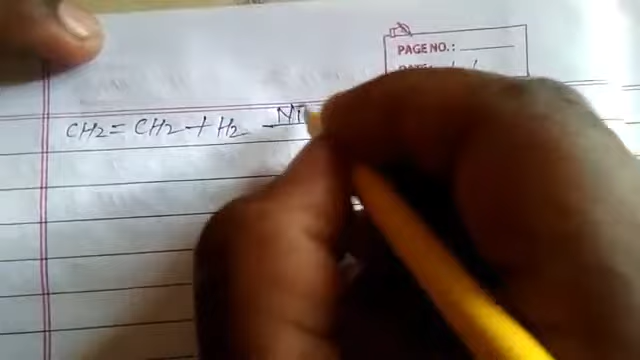 PAGE NO.:
CH2 = CH2 + H2 Ni